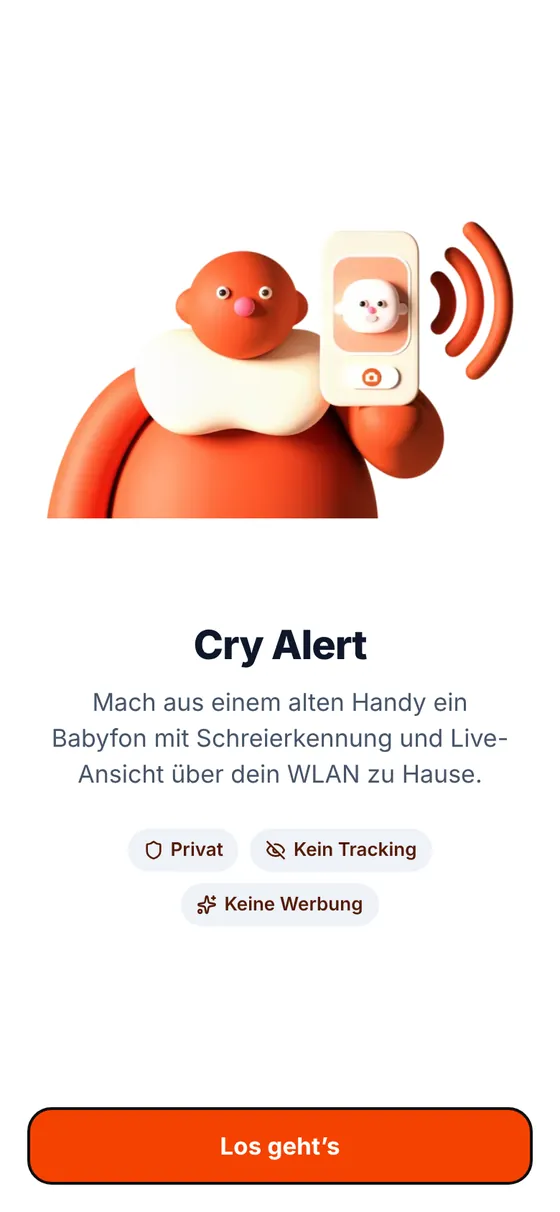 Cry Alert
Mach aus einem alten Handy ein
Babyfon mit Schreierkennung und Live-
Ansicht über dein WLAN zu Hause.
Privat
Kein Tracking
Keine Werbung
Los geht’s